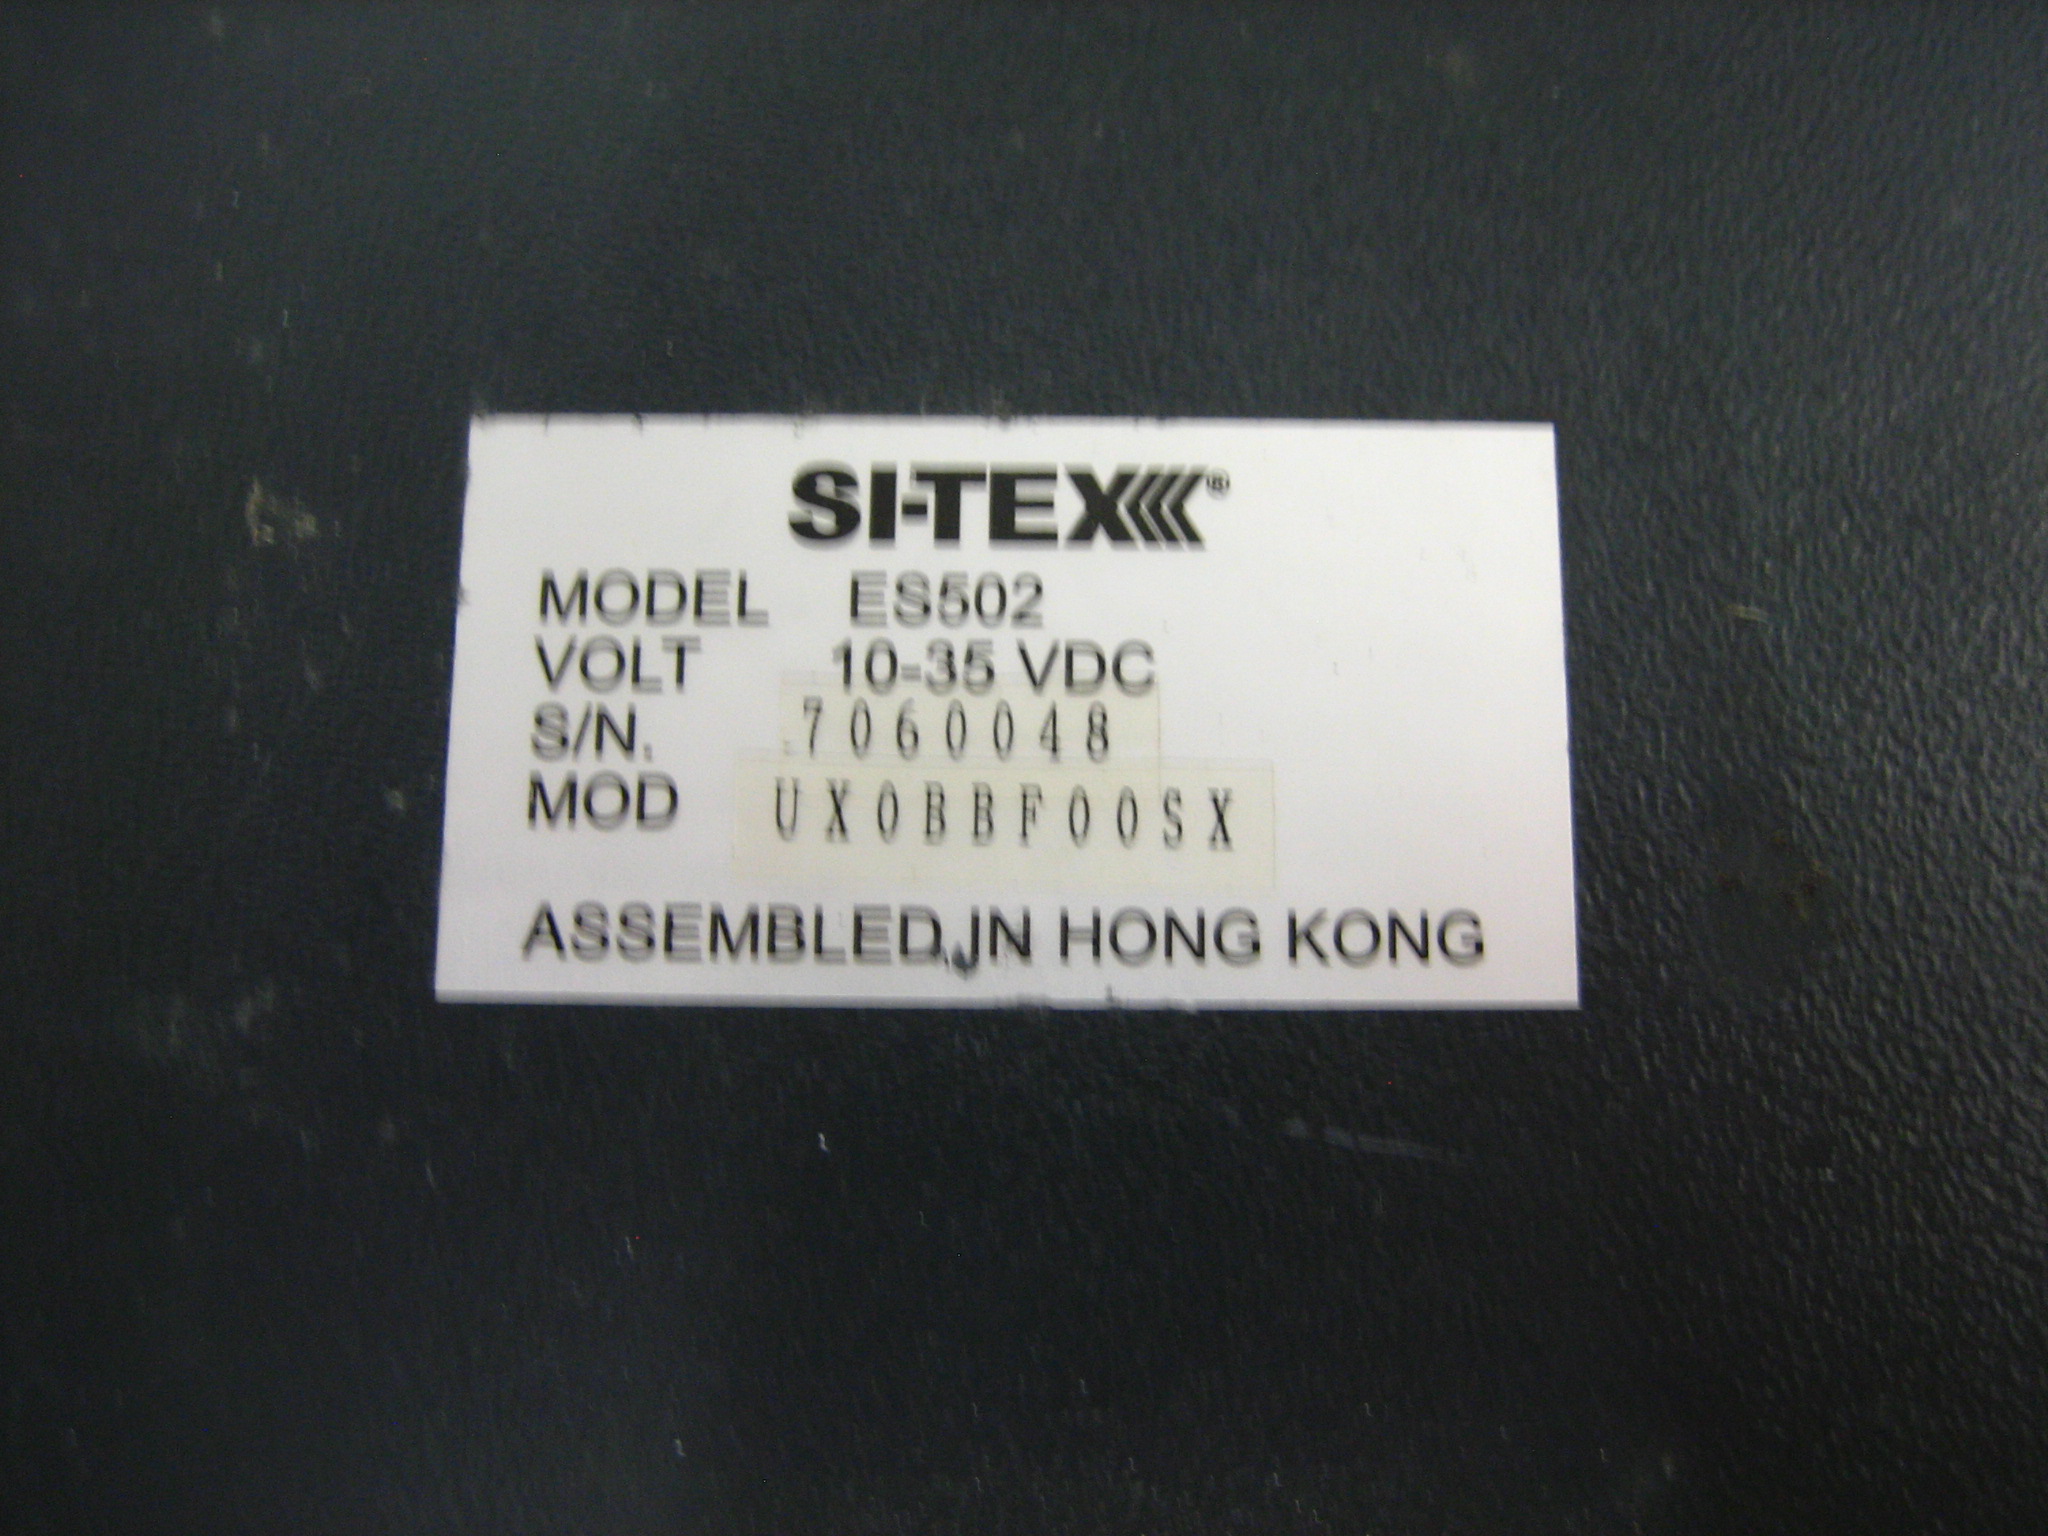 SI-TEX®
MODEL ES502
VOLT 10-35 VDC
S/N. 7060048
MOD UX0BBF00SX
ASSEMBLED IN HONG KONG